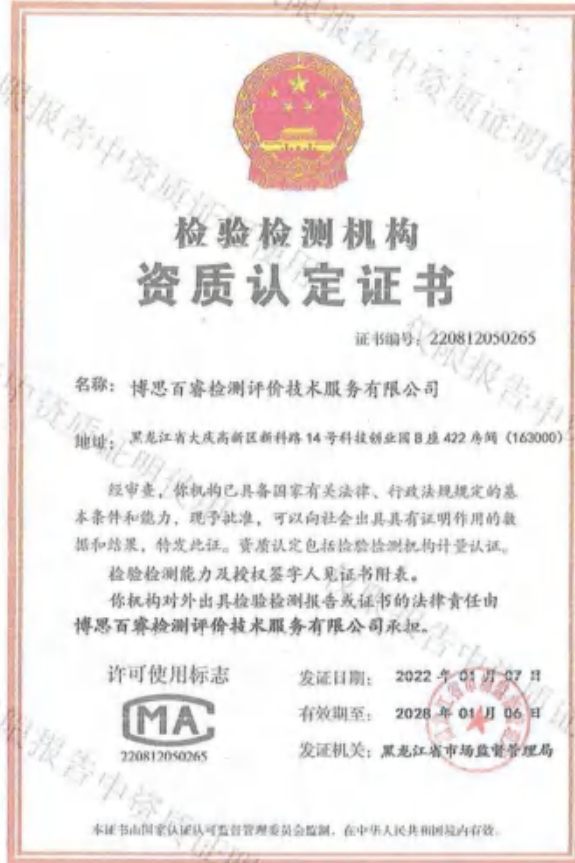 检验检测机构
资质认定证书
证书编号：220812050265
名称：博思百睿检测评价技术服务有限公司
地址：黑龙江省大庆高新区新科路14号科技创业园B座422房间（163000）
经审查，你机构已具备国家有关法律、行政法规规定的基
本条件和能力，现予批准，可以向社会出具具有证明作用的数
据和结果，特发此证。资质认定包括检验检测机构计量认证。
检验检测能力及授权签字人见证书附表。
你机构对外出具检验检测报告或证书的法律责任由
博思百睿检测评价技术服务有限公司承担。
许可使用标志
MA
220812050265
发证日期：2022年01月07日
有效期至：2028年01月06日
发证机关：黑龙江省市场监督管理局
本证书由国家认证认可监督管理委员会监制，在中华人民共和国境内有效。